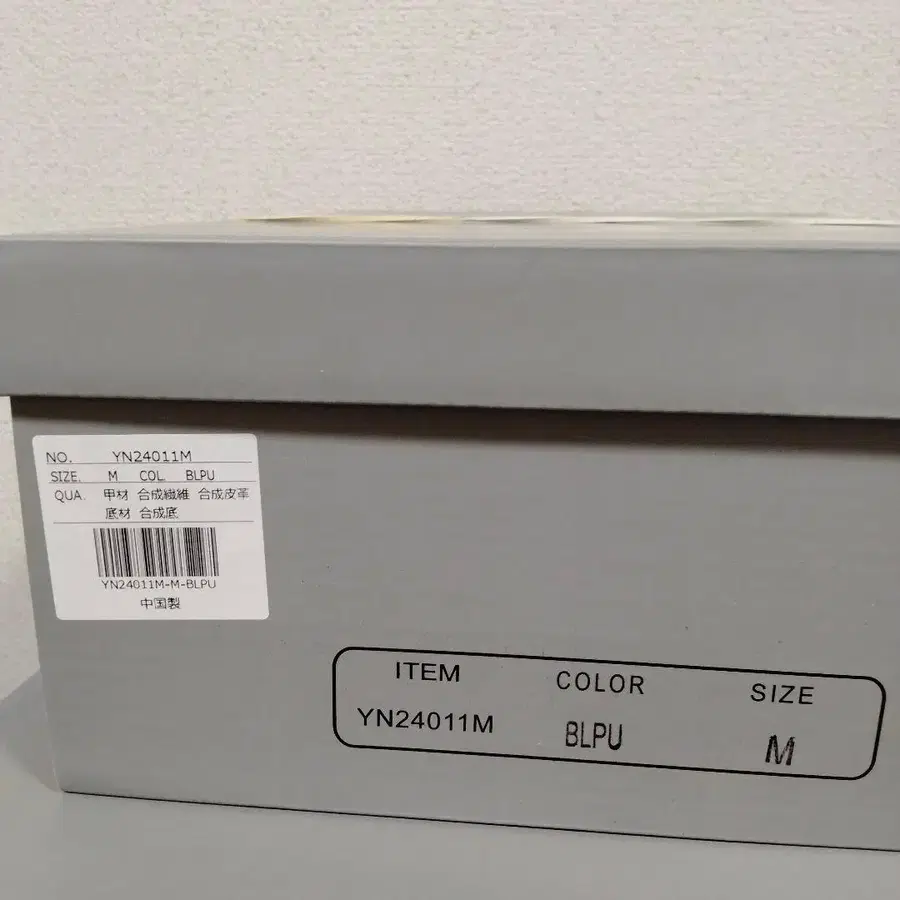 NO. YN24011M
SIZE. M COL. BLPU
QUA. 甲材 合成繊維 合成皮革
底材 合成底
YN24011M-M-BLPU
中国製
ITEM COLOR SIZE
YN24011M BLPU M